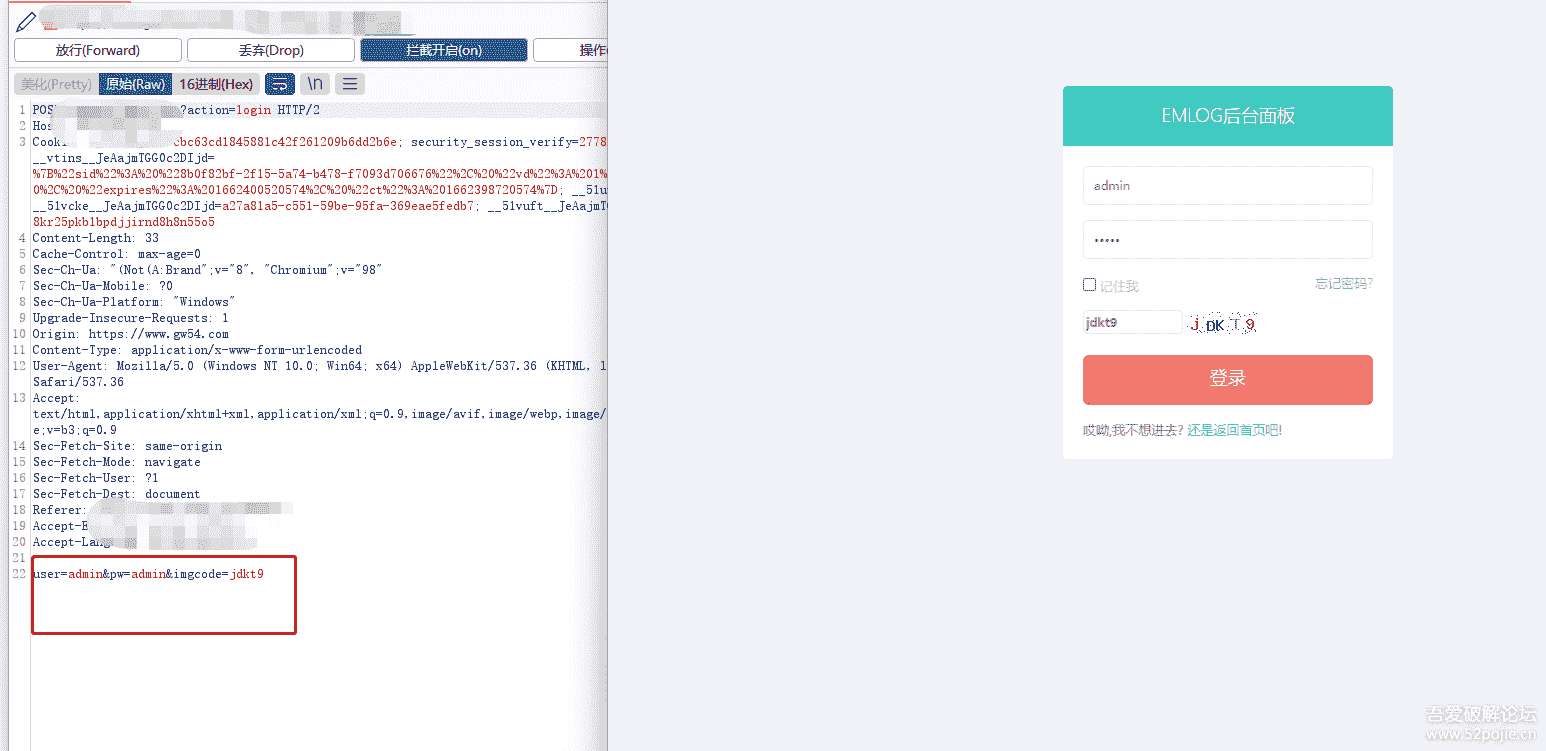 放行(Forward) 丢弃(Drop) 拦截开启(on) 操作
美化(Pretty) 原始(Raw) 16进制(Hex) \n
1 POS ?action=login HTTP/2
2 Hos
3 Cooki cbc63cd1845881c42f261209b6dd2b6e; security_session_verify=2778
__vtins__JeAajmTGG0c2DIjd=
%7B%22sid%22%3A%20%228b0f82bf-2f15-5a74-b478-f7093d706676%22%2C%20%22vd%22%3A%201%
0%2C%20%22expires%22%3A%201662400520574%2C%20%22ct%22%3A%201662398720574%7D; __51u
__51vcke__JeAajmTGG0c2DIjd=a27a81a5-c551-59be-95fa-369eae5fedb7; __51vuft__JeAajmT
8kr25pkb1bpdjjirnd8h8n55o5
4 Content-Length: 33
5 Cache-Control: max-age=0
6 Sec-Ch-Ua: "(Not(A:Brand";v="8", "Chromium";v="98"
7 Sec-Ch-Ua-Mobile: ?0
8 Sec-Ch-Ua-Platform: "Windows"
9 Upgrade-Insecure-Requests: 1
10 Origin: https://www.gw54.com
11 Content-Type: application/x-www-form-urlencoded
12 User-Agent: Mozilla/5.0 (Windows NT 10.0; Win64; x64) AppleWebKit/537.36 (KHTML, l
Safari/537.36
13 Accept:
text/html,application/xhtml+xml,application/xml;q=0.9,image/avif,image/webp,image/
e;v=b3;q=0.9
14 Sec-Fetch-Site: same-origin
15 Sec-Fetch-Mode: navigate
16 Sec-Fetch-User: ?1
17 Sec-Fetch-Dest: document
18 Referer:
19 Accept-E
20 Accept-Lang
21
22 user=admin&pw=admin&imgcode=jdkt9
EMLOG后台面板
admin
•••••
记住我 忘记密码?
jdkt9 J DK T 9
登录
哎呦,我不想进去? 还是返回首页吧!
吾爱破解论坛
www.52pojie.cn